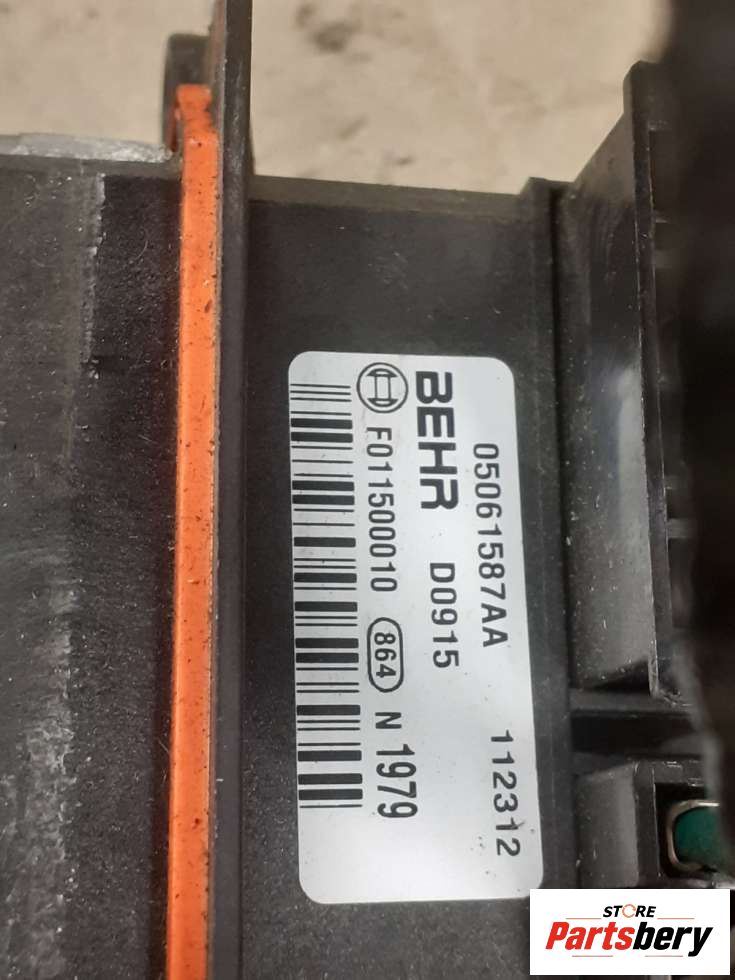 05061587AA 112312
BEHR D0915
F011500010 864 N 1979
STORE
Partsbery